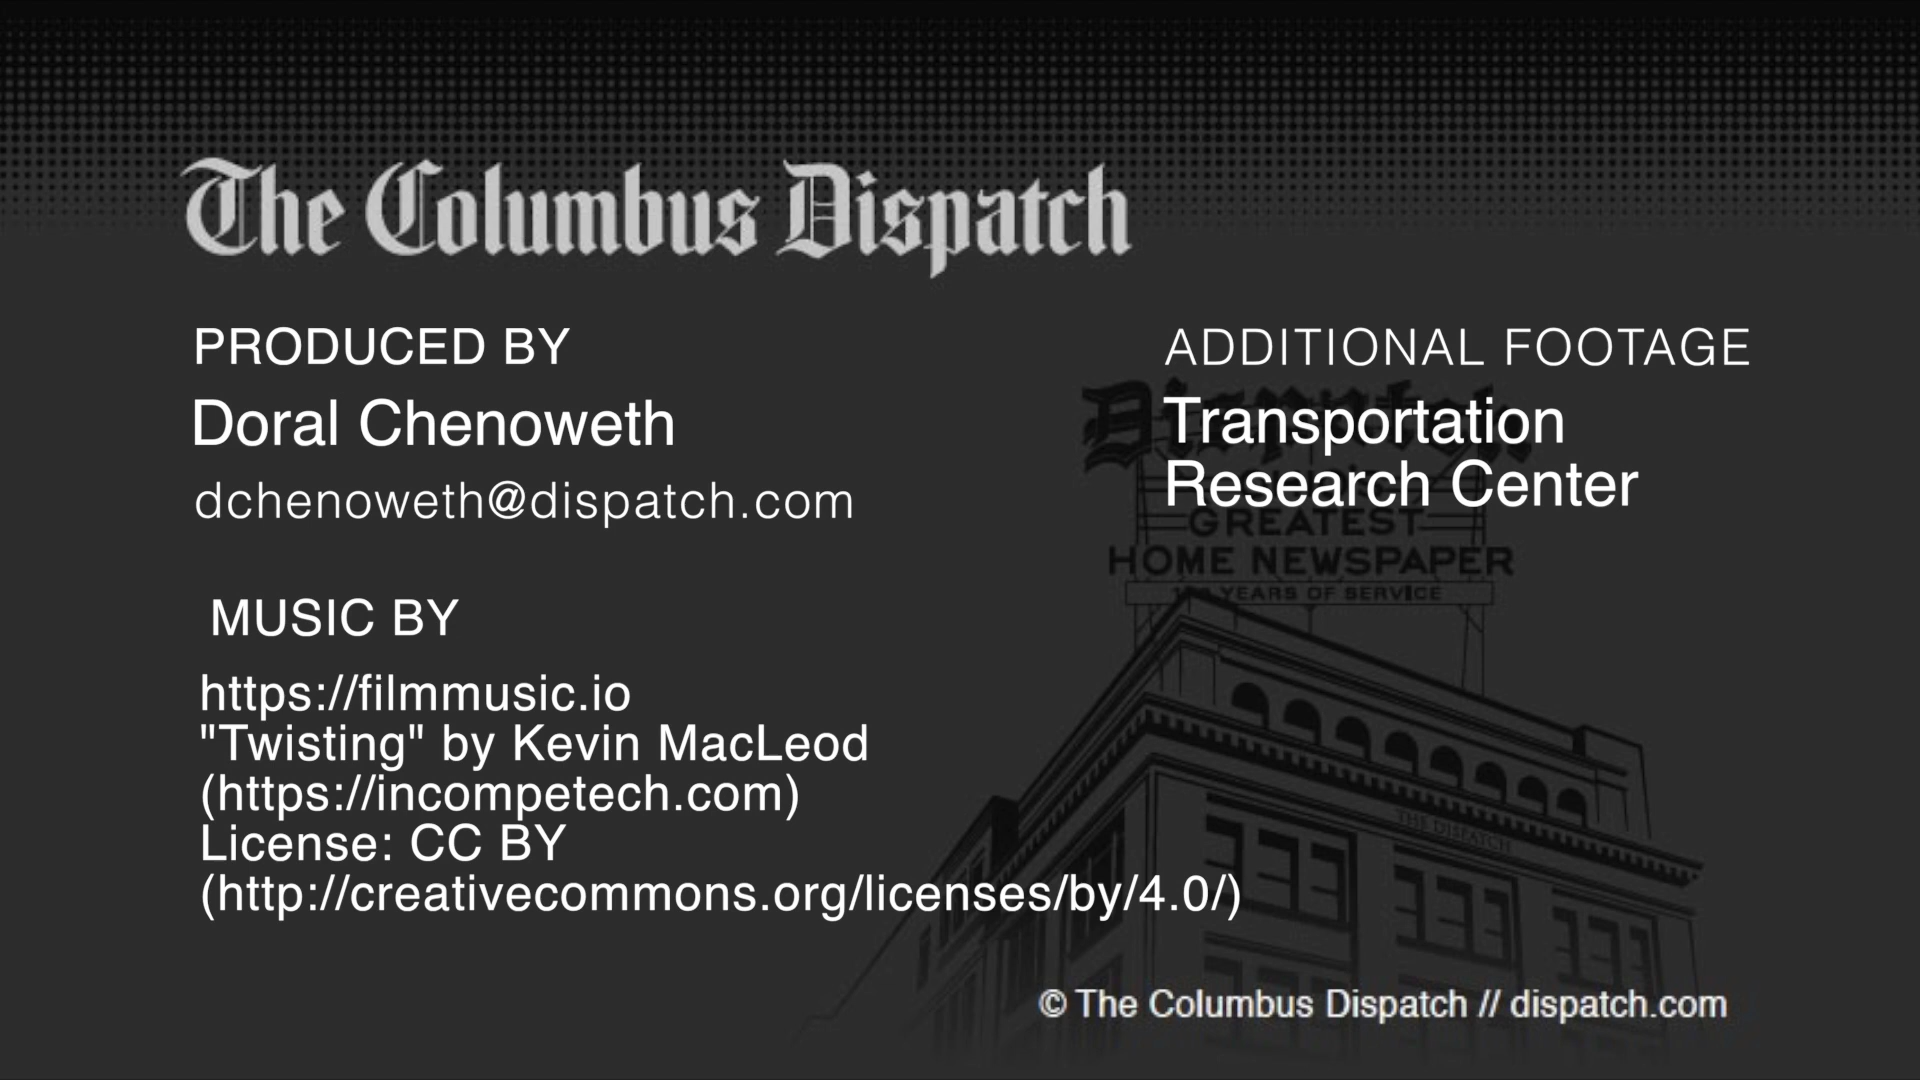 The Columbus Dispatch
PRODUCED BY
Doral Chenoweth
dchenoweth@dispatch.com
MUSIC BY
https://filmmusic.io
"Twisting" by Kevin MacLeod
(https://incompetech.com)
License: CC BY
(http://creativecommons.org/licenses/by/4.0/)
ADDITIONAL FOOTAGE
Transportation
Research Center
Dispatch
GREATEST
HOME NEWSPAPER
YEARS OF SERVICE
THE DISPATCH
© The Columbus Dispatch // dispatch.com